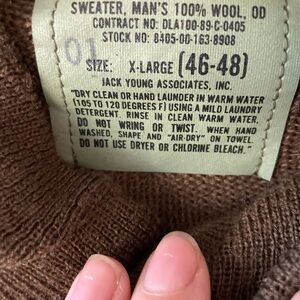 SWEATER, MAN'S 100% WOOL, OD
CONTRACT NO: DLA100-89-C-0405
STOCK NO: 8405-00-163-8908
01
SIZE: X-LARGE (46-48)
JACK YOUNG ASSOCIATES, INC.
"DRY CLEAN OR HAND LAUNDER IN WARM WATER
(105 TO 120 DEGREES F) USING A MILD LAUNDRY
DETERGENT. RINSE IN CLEAN WARM WATER.
DO NOT WRING OR TWIST. WHEN HAND
WASHED, SHAPE AND "AIR-DRY" ON TOWEL.
DO NOT USE DRYER OR CHLORINE BLEACH."